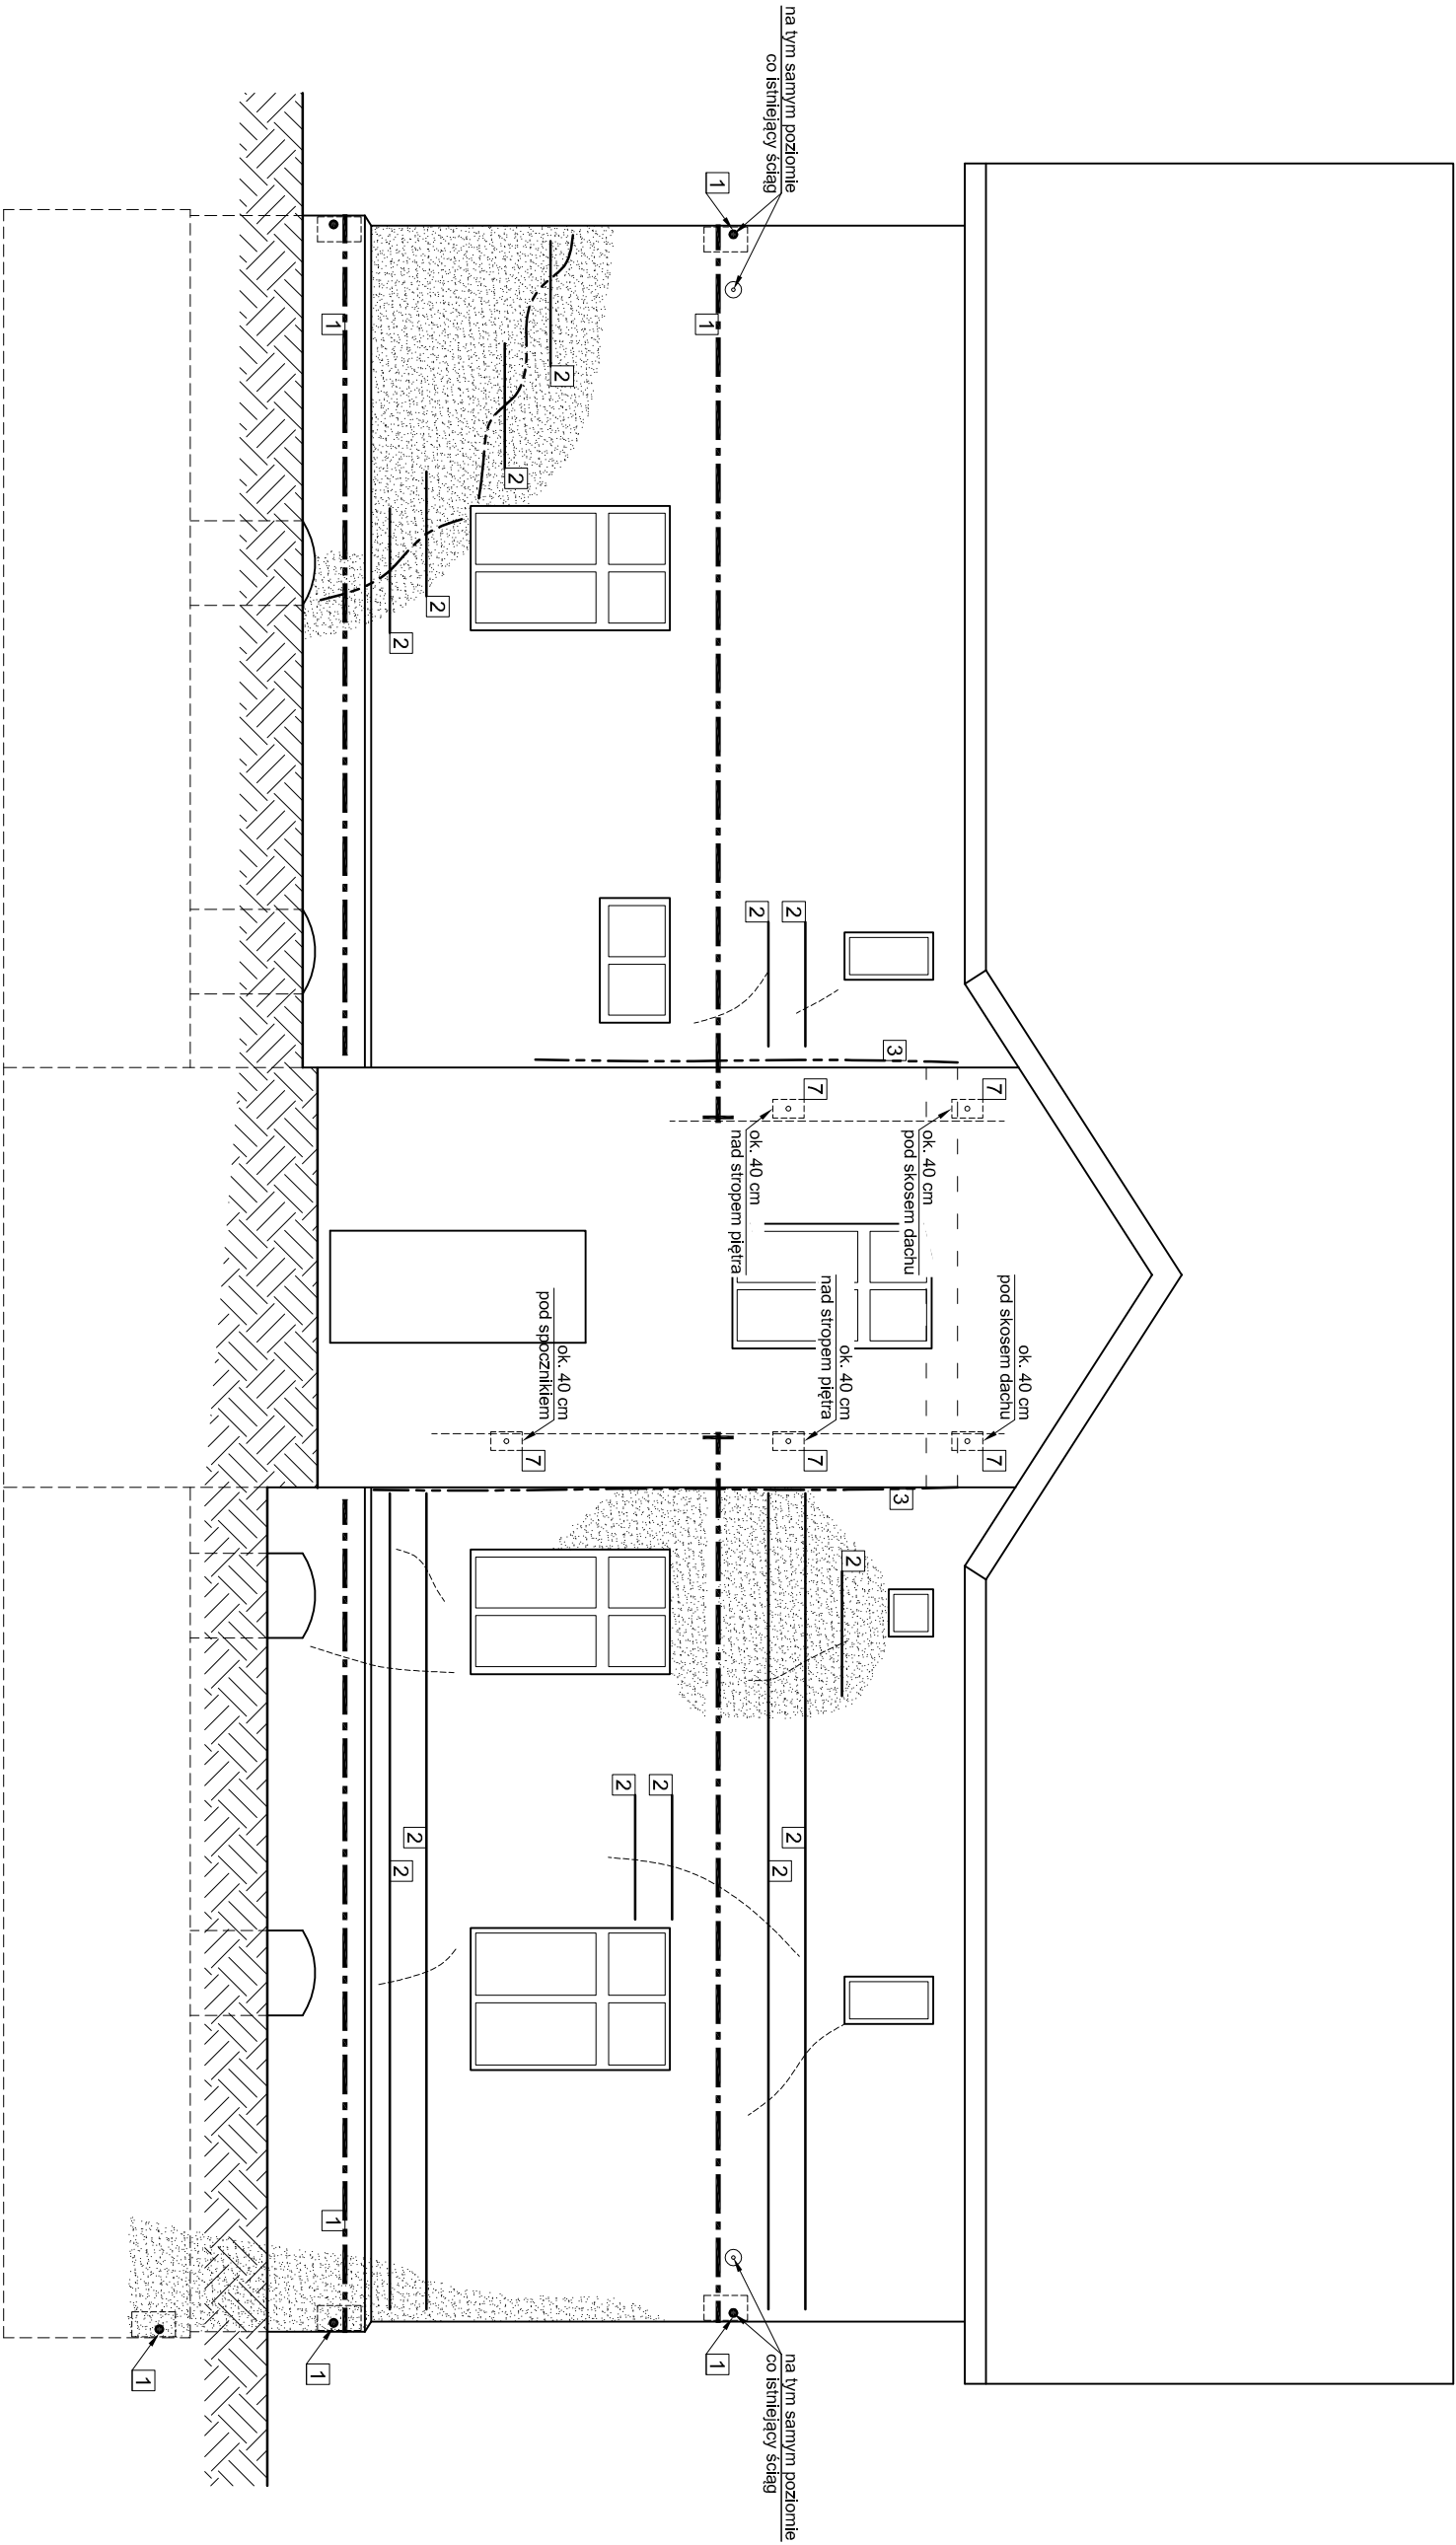 ok. 40 cm
pod skosem dachu
7
7
ok. 40 cm
pod skosem dachu
3
3
2
ok. 40 cm
nad stropem piętra
7
7
na tym samym poziomie
co istniejący ściąg
na tym samym poziomie
co istniejący ściąg
2
2
2
2
ok. 40 cm
nad stropem piętra
1
1
1
2
2
2
ok. 40 cm
pod spocznikiem
7
2
2
2
2
2
1
1
1
1